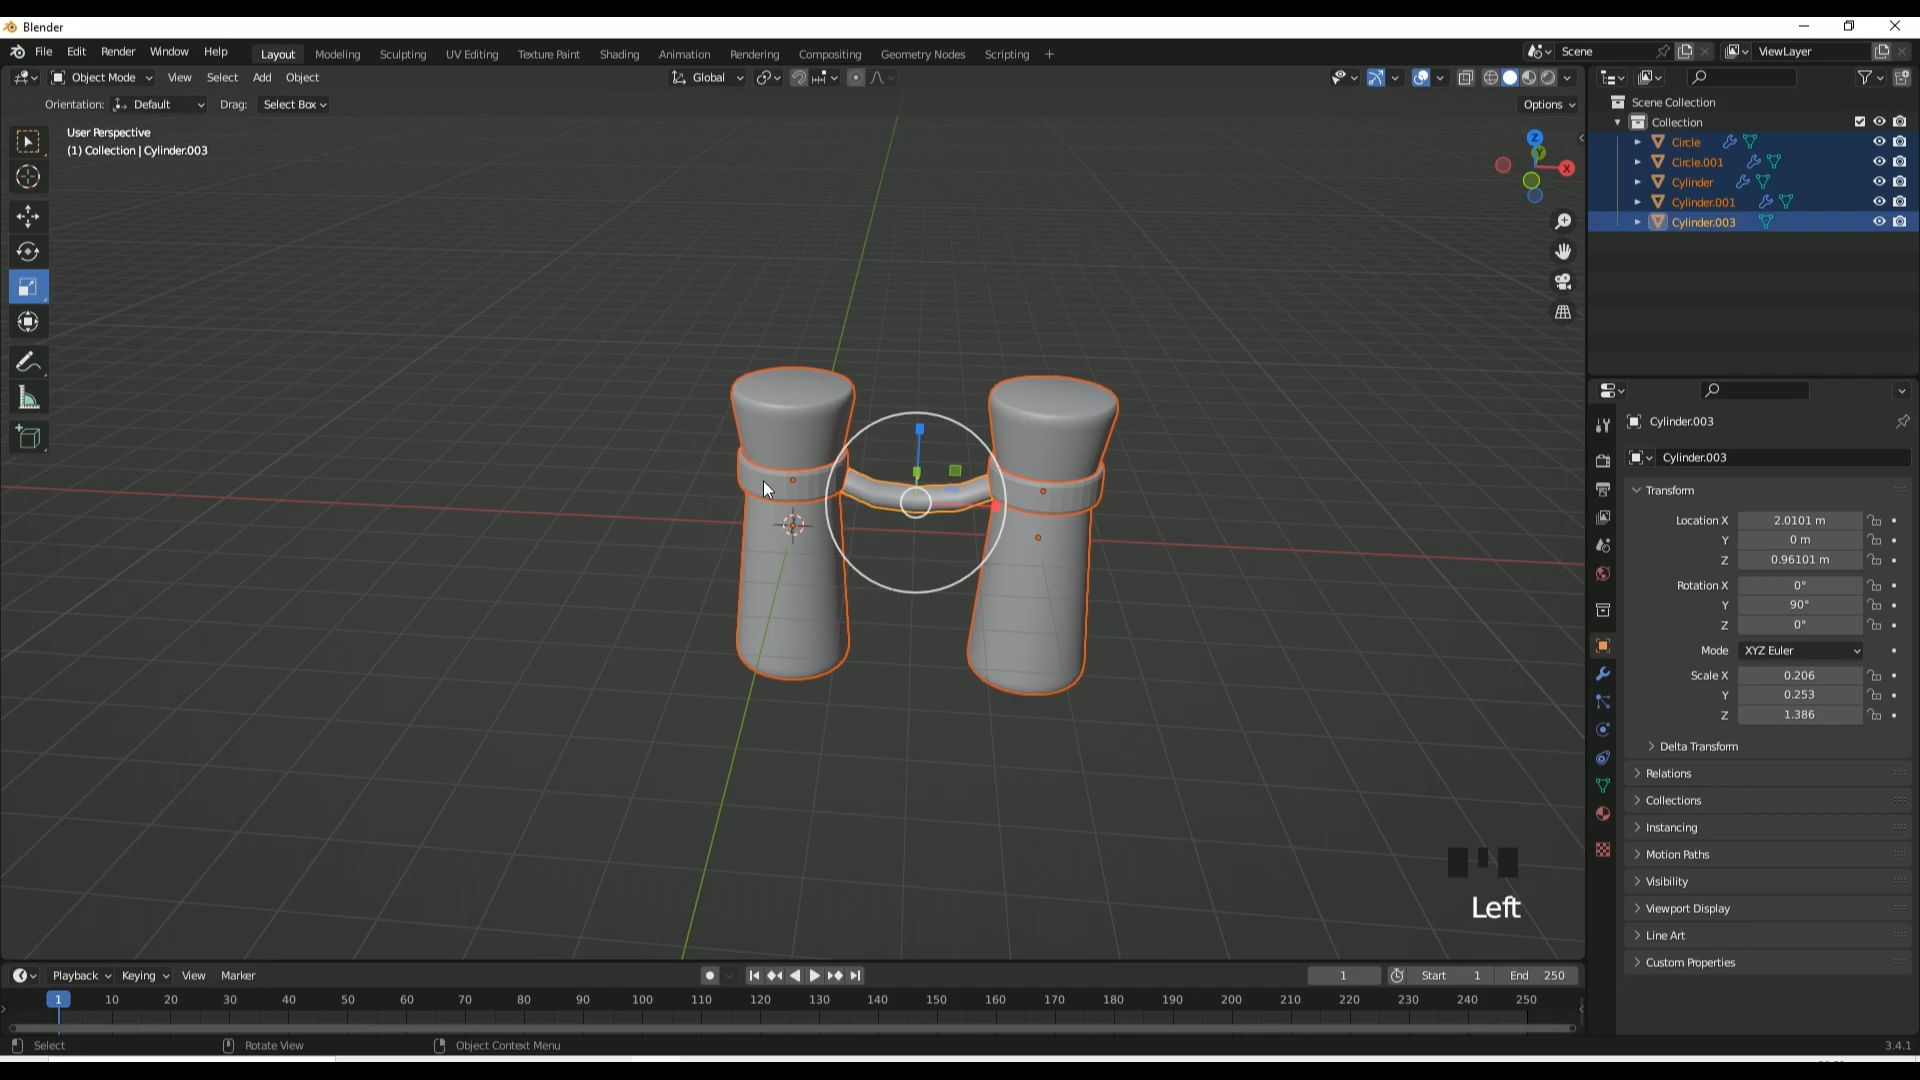 Blender
File Edit Render Window Help Layout Modeling Sculpting UV Editing Texture Paint Shading Animation Rendering Compositing Geometry Nodes Scripting + Scene ViewLayer
Object Mode View Select Add Object Global
Orientation: Default Drag: Select Box Options
User Perspective
(1) Collection | Cylinder.003
Z
Y
X
Scene Collection
Collection
Circle
Circle.001
Cylinder
Cylinder.001
Cylinder.003
Cylinder.003
Cylinder.003
Transform
Location X 2.0101 m
Y 0 m
Z 0.96101 m
Rotation X 0°
Y 90°
Z 0°
Mode XYZ Euler
Scale X 0.206
Y 0.253
Z 1.386
Delta Transform
Relations
Collections
Instancing
Motion Paths
Visibility
Viewport Display
Line Art
Custom Properties
Left
Playback Keying View Marker 1 Start 1 End 250
1 10 20 30 40 50 60 70 80 90 100 110 120 130 140 150 160 170 180 190 200 210 220 230 240 250
Select Rotate View Object Context Menu 3.4.1